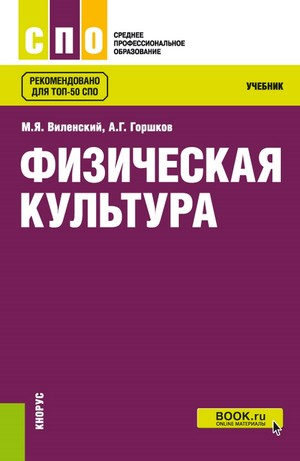 СПО
СРЕДНЕЕ
ПРОФЕССИОНАЛЬНОЕ
ОБРАЗОВАНИЕ
РЕКОМЕНДОВАНО
ДЛЯ ТОП-50 СПО
УЧЕБНИК
М.Я. Виленский, А.Г. Горшков
ФИЗИЧЕСКАЯ
КУЛЬТУРА
КНОРУС
BOOK.ru
ONLINE МАТЕРИАЛЫ